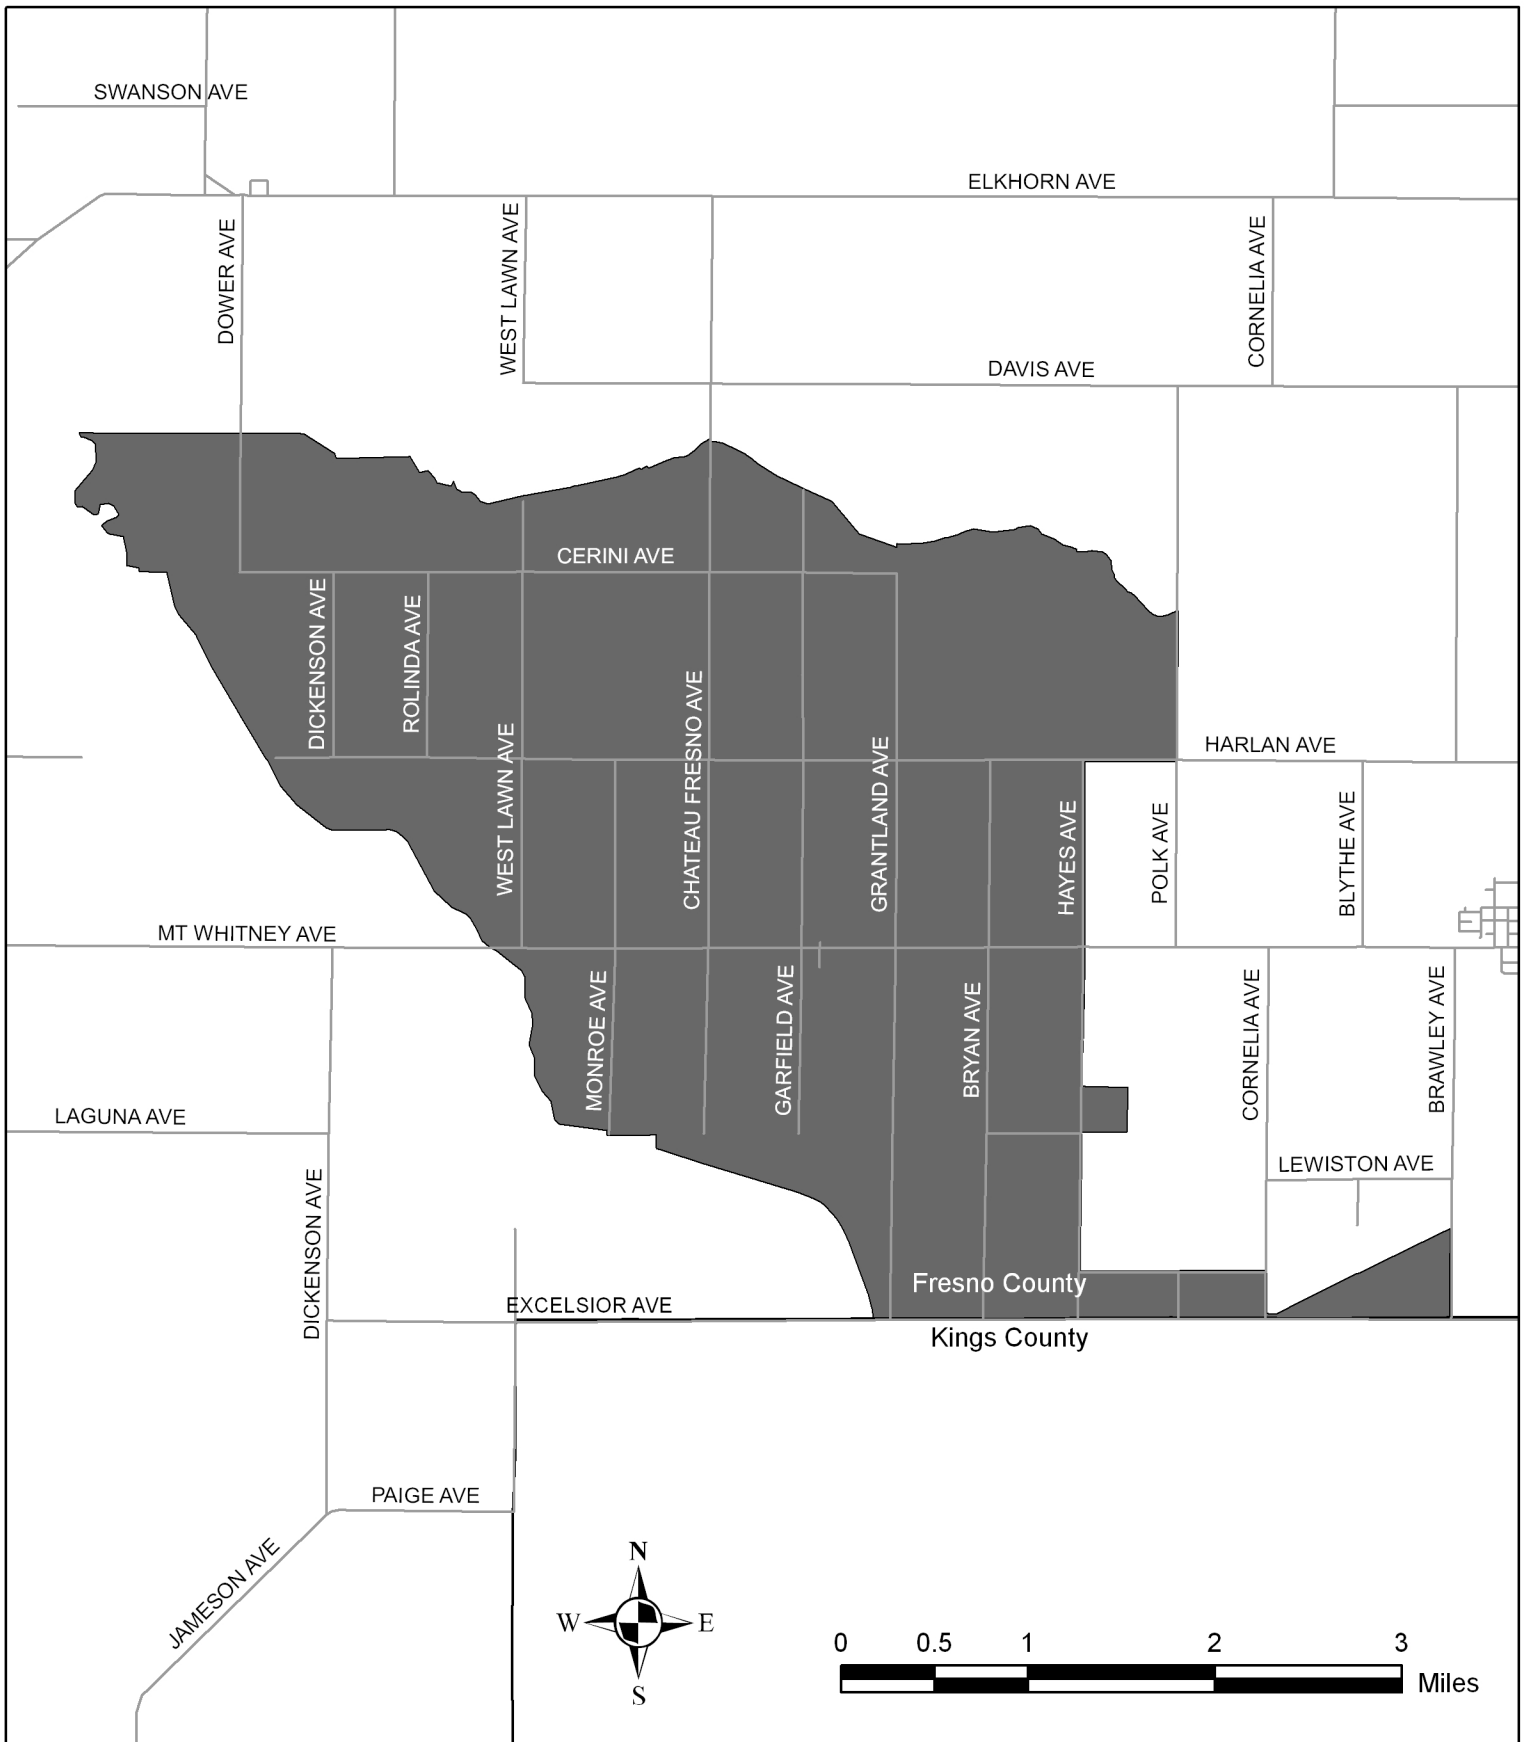 SWANSON AVE
ELKHORN AVE
DOWER AVE
WEST LAWN AVE
CORNELIA AVE
DAVIS AVE
CERINI AVE
DICKENSON AVE
ROLINDA AVE
WEST LAWN AVE
CHATEAU FRESNO AVE
GRANTLAND AVE
HARLAN AVE
HAYES AVE
POLK AVE
BLYTHE AVE
MT WHITNEY AVE
MONROE AVE
GARFIELD AVE
BRYAN AVE
CORNELIA AVE
BRAWLEY AVE
LAGUNA AVE
LEWISTON AVE
DICKENSON AVE
Fresno County
EXCELSIOR AVE
Kings County
PAIGE AVE
JAMESON AVE
N
W E
S
0 0.5 1 2 3
Miles